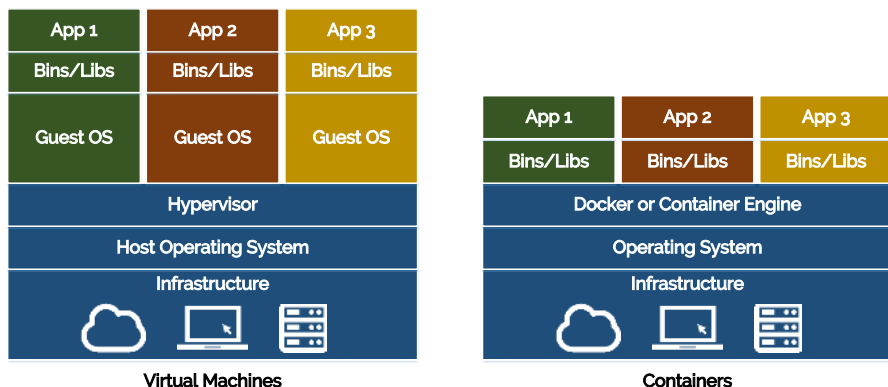 App 1
App 2
App 3
Bins/Libs
Bins/Libs
Bins/Libs
Guest OS
Guest OS
Guest OS
Hypervisor
Host Operating System
Infrastructure
Virtual Machines
App 1
App 2
App 3
Bins/Libs
Bins/Libs
Bins/Libs
Docker or Container Engine
Operating System
Infrastructure
Containers